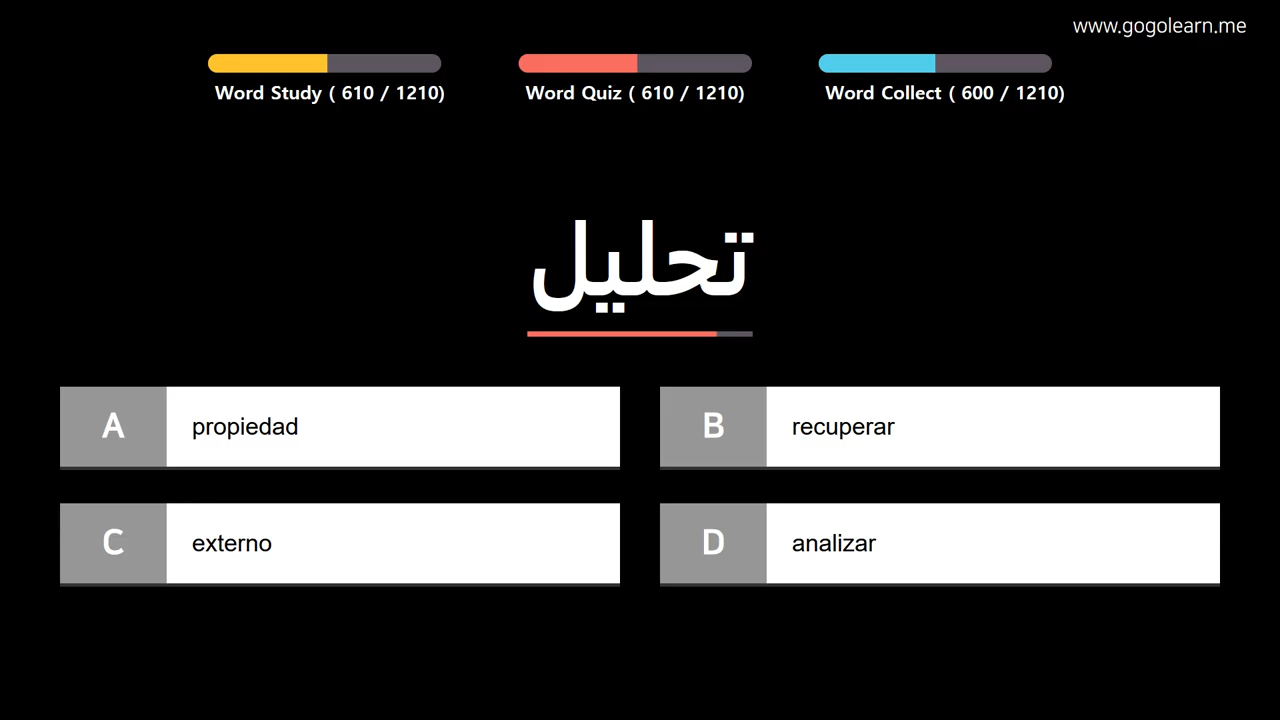 www.gogolearn.me
Word Study ( 610 / 1210)
Word Quiz ( 610 / 1210)
Word Collect ( 600 / 1210)
تحليل
A propiedad
B recuperar
C externo
D analizar